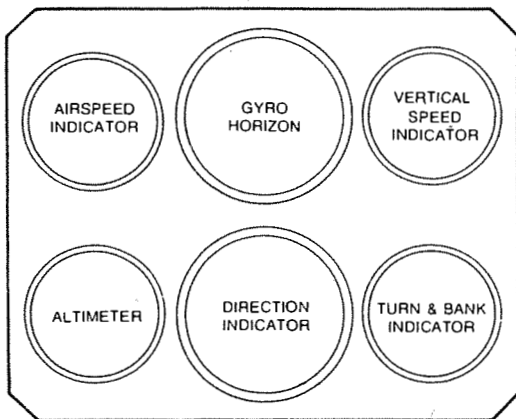 AIRSPEED
INDICATOR
GYRO
HORIZON
VERTICAL
SPEED
INDICATOR
ALTIMETER
DIRECTION
INDICATOR
TURN & BANK
INDICATOR